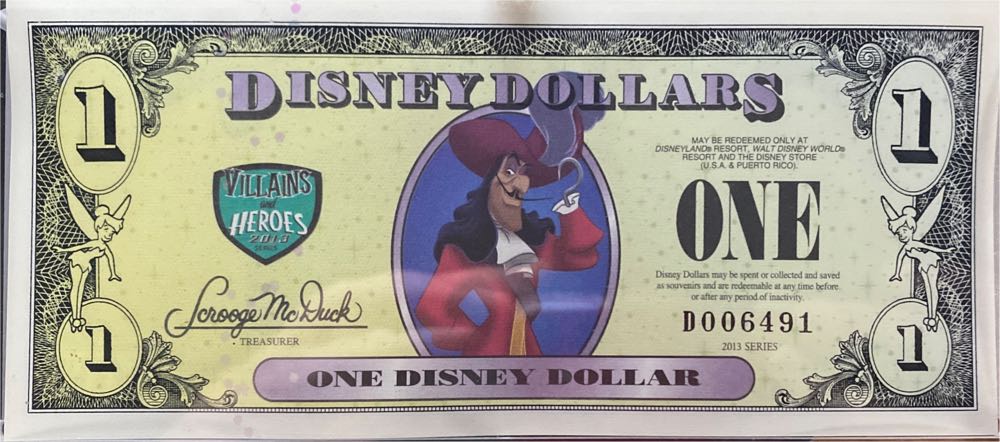 1
DISNEY DOLLARS
1
MAY BE REDEEMED ONLY AT
DISNEYLAND® RESORT, WALT DISNEY WORLD®
RESORT AND THE DISNEY STORE
(U.S.A. & PUERTO RICO).
VILLAINS
and
HEROES
2013
SERIES
ONE
Disney Dollars may be spent or collected and saved
as souvenirs and are redeemable at any time before
or after any period of inactivity.
Scrooge McDuck
TREASURER
D006491
2013 SERIES
1
1
ONE DISNEY DOLLAR